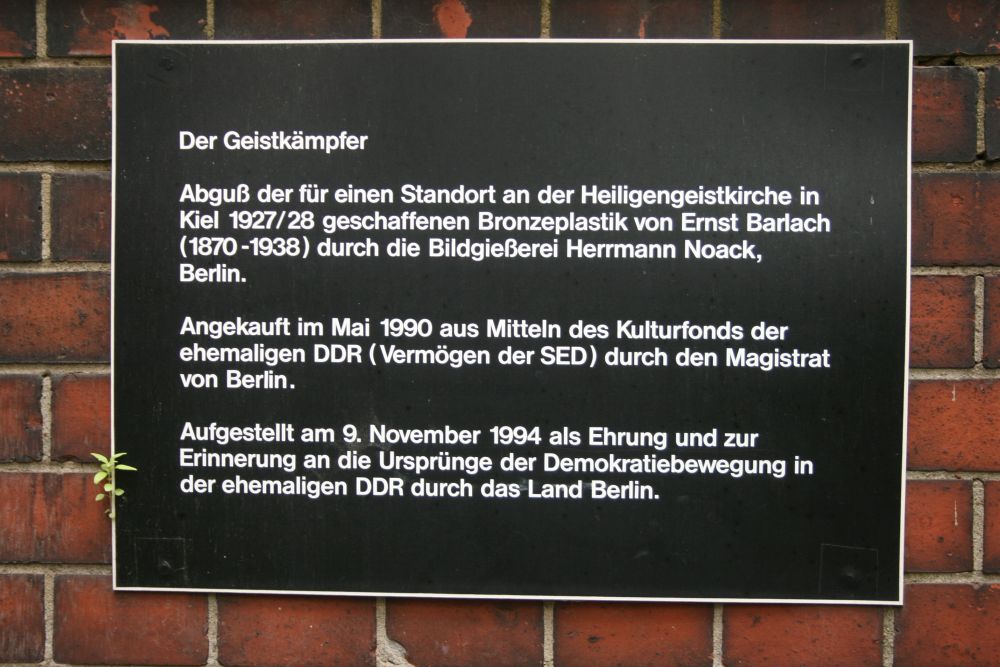 Der Geistkämpfer
Abguß der für einen Standort an der Heiligengeistkirche in
Kiel 1927/28 geschaffenen Bronzeplastik von Ernst Barlach
(1870-1938) durch die Bildgießerei Herrmann Noack,
Berlin.
Angekauft im Mai 1990 aus Mitteln des Kulturfonds der
ehemaligen DDR (Vermögen der SED) durch den Magistrat
von Berlin.
Aufgestellt am 9. November 1994 als Ehrung und zur
Erinnerung an die Ursprünge der Demokratiebewegung in
der ehemaligen DDR durch das Land Berlin.